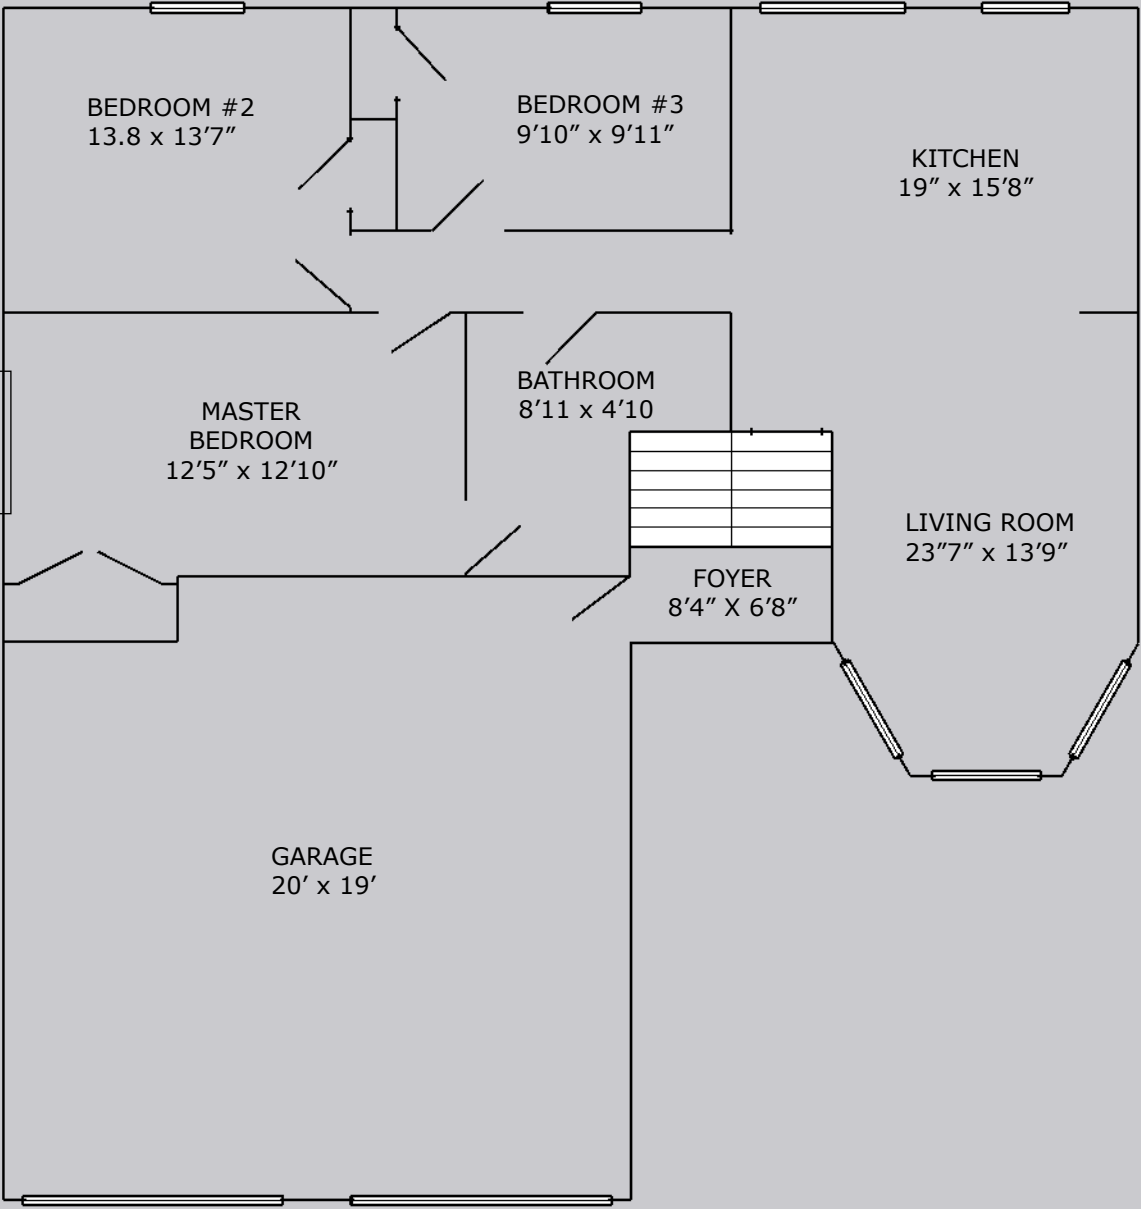 BEDROOM #2
13.8 x 13’7”
BEDROOM #3
9’10” x 9’11”
KITCHEN
19” x 15’8”
MASTER
BEDROOM
12’5” x 12’10”
BATHROOM
8’11 x 4’10
LIVING ROOM
23”7” x 13’9”
FOYER
8’4” X 6’8”
GARAGE
20’ x 19’